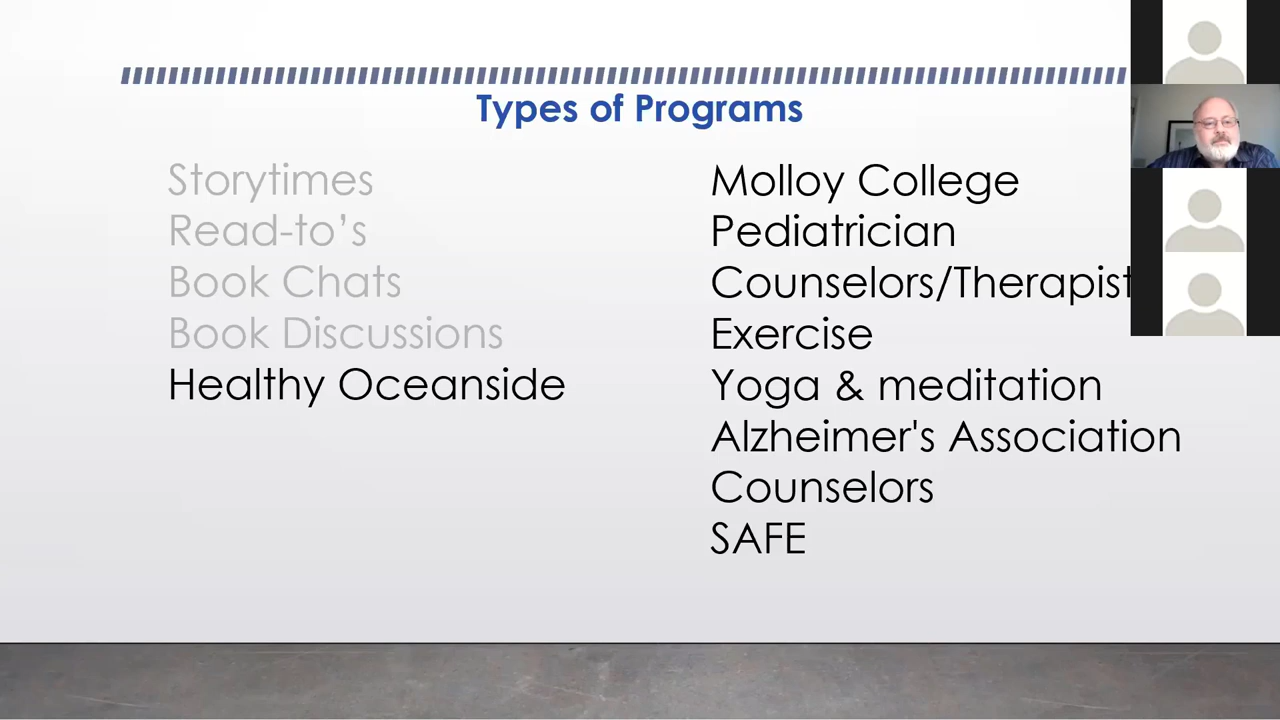 Types of Programs
Storytimes
Read-to’s
Book Chats
Book Discussions
Healthy Oceanside
Molloy College
Pediatrician
Counselors/Therapist
Exercise
Yoga & meditation
Alzheimer's Association
Counselors
SAFE